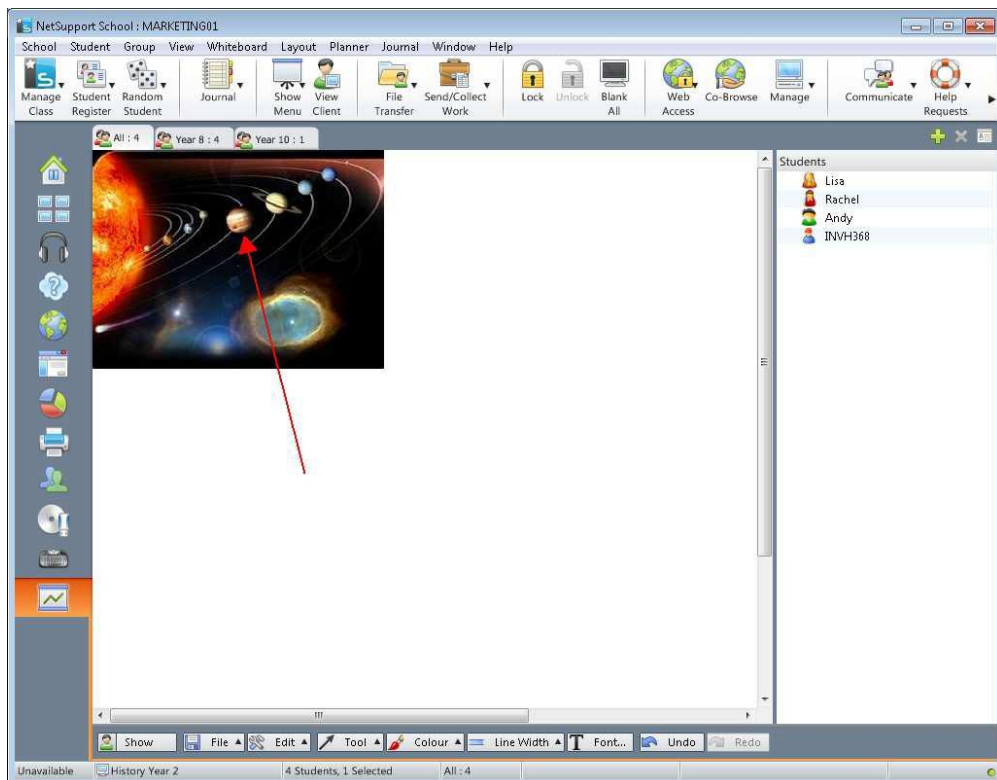 NetSupport School : MARKETING01
School Student Group View Whiteboard Layout Planner Journal Window Help
Manage Class
Student Register
Random Student
Journal
Show Menu
View Client
File Transfer
Send/Collect Work
Lock
Unlock
Blank All
Web Access
Co-Browse
Manage
Communicate
Help Requests
All : 4
Year 8 : 4
Year 10 : 1
Students
Lisa
Rachel
Andy
INVH368
Show File Edit Tool Colour Line Width Font... Undo Redo
Unavailable History Year 2 4 Students, 1 Selected All : 4